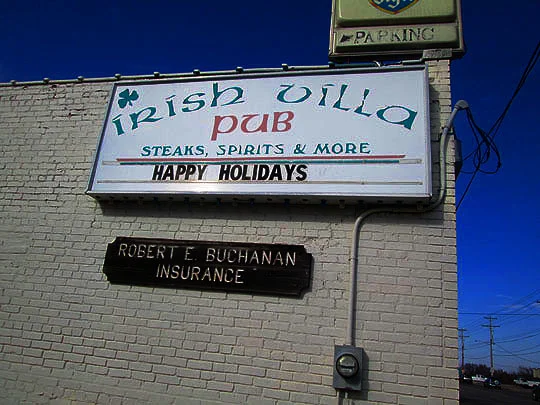 PARKING
irish villa
pub
STEAKS, SPIRITS & MORE
HAPPY HOLIDAYS
ROBERT E. BUCHANAN
INSURANCE